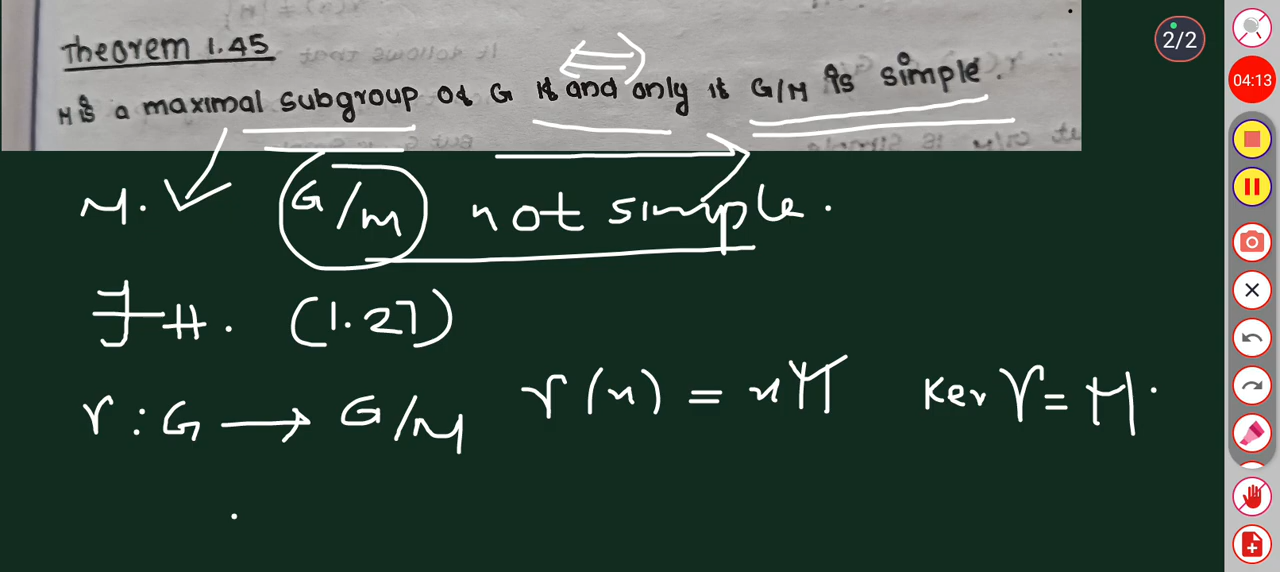 Theorem 1.45
M is a maximal subgroup of G if and only if G/M is simple.
M. G/M not simple.
∃ H. (1.27)
γ : G → G/M γ(x) = xM Ker γ = M.
2/2
04:13